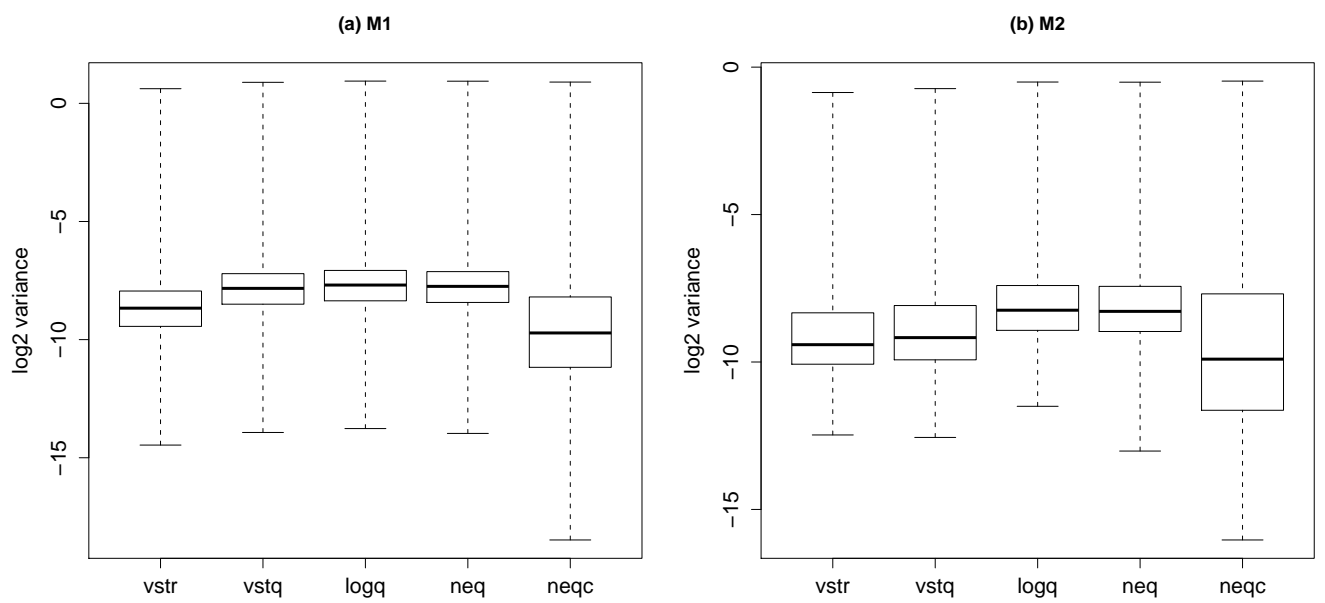 (a) M1
log2 variance
0
−5
−10
−15
vstr vstq logq neq neqc
(b) M2
log2 variance
0
−5
−10
−15
vstr vstq logq neq neqc